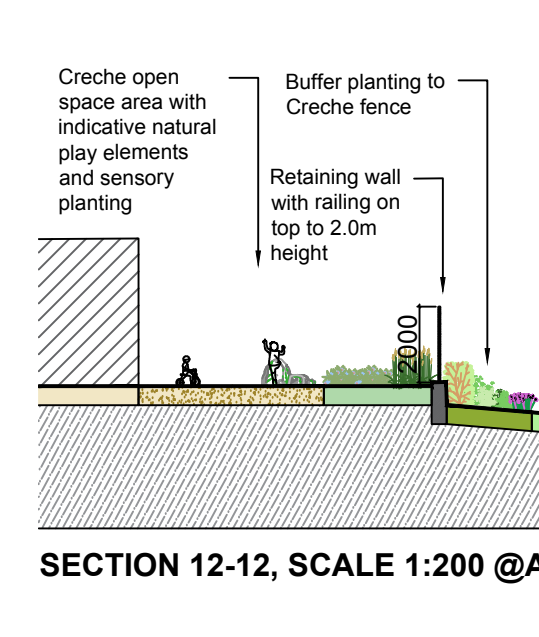 Creche open
space area with
indicative natural
play elements
and sensory
planting
Buffer planting to
Creche fence
Retaining wall
with railing on
top to 2.0m
height
2000
SECTION 12-12, SCALE 1:200 @A